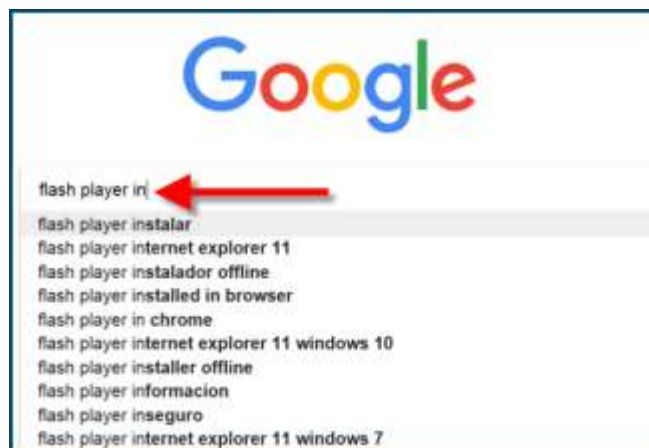 Google
flash player in
flash player instalar
flash player internet explorer 11
flash player instalador offline
flash player installed in browser
flash player in chrome
flash player internet explorer 11 windows 10
flash player installer offline
flash player informacion
flash player inseguro
flash player internet explorer 11 windows 7